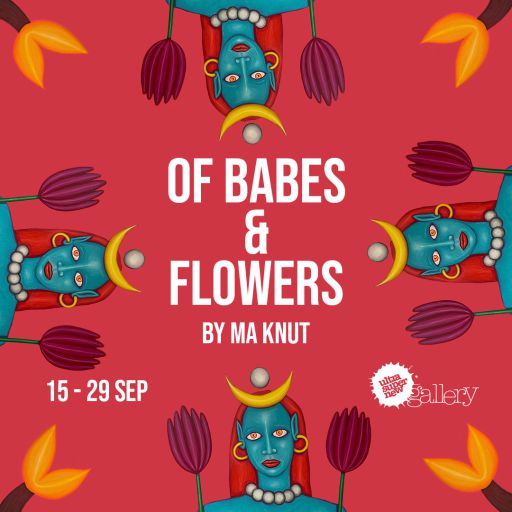 OF BABES
&
FLOWERS
BY MA KNUT
15 - 29 SEP
ultra
super
new
gallery